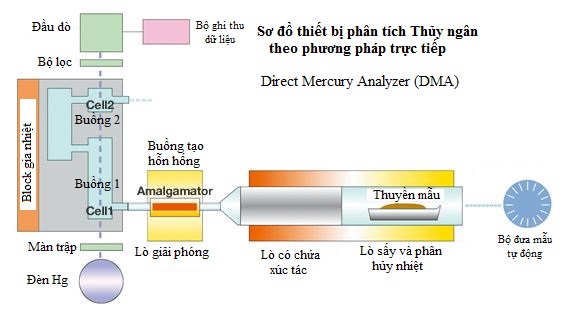 Đầu dò
Bộ ghi thu
dữ liệu
Sơ đồ thiết bị phân tích Thủy ngân
theo phương pháp trực tiếp
Direct Mercury Analyzer (DMA)
Bộ lọc
Cell2
Buồng 2
Block gia nhiệt
Buồng 1
Cell1
Buồng tạo
hỗn hống
Amalgamator
Thuyền mẫu
Màn trập
Lò giải phóng
Lò có chứa
xúc tác
Lò sấy và phân
hủy nhiệt
Bộ đưa mẫu
tự động
Đèn Hg